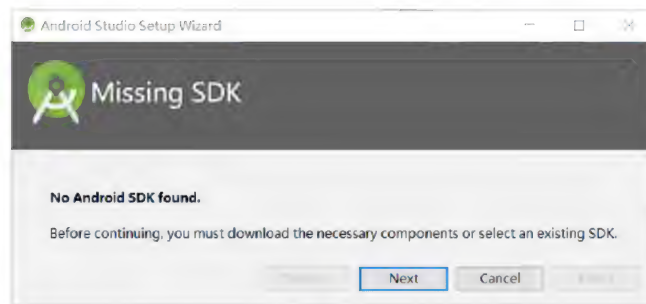 Android Studio Setup Wizard
Missing SDK
No Android SDK found.
Before continuing, you must download the necessary components or select an existing SDK.
Next
Cancel